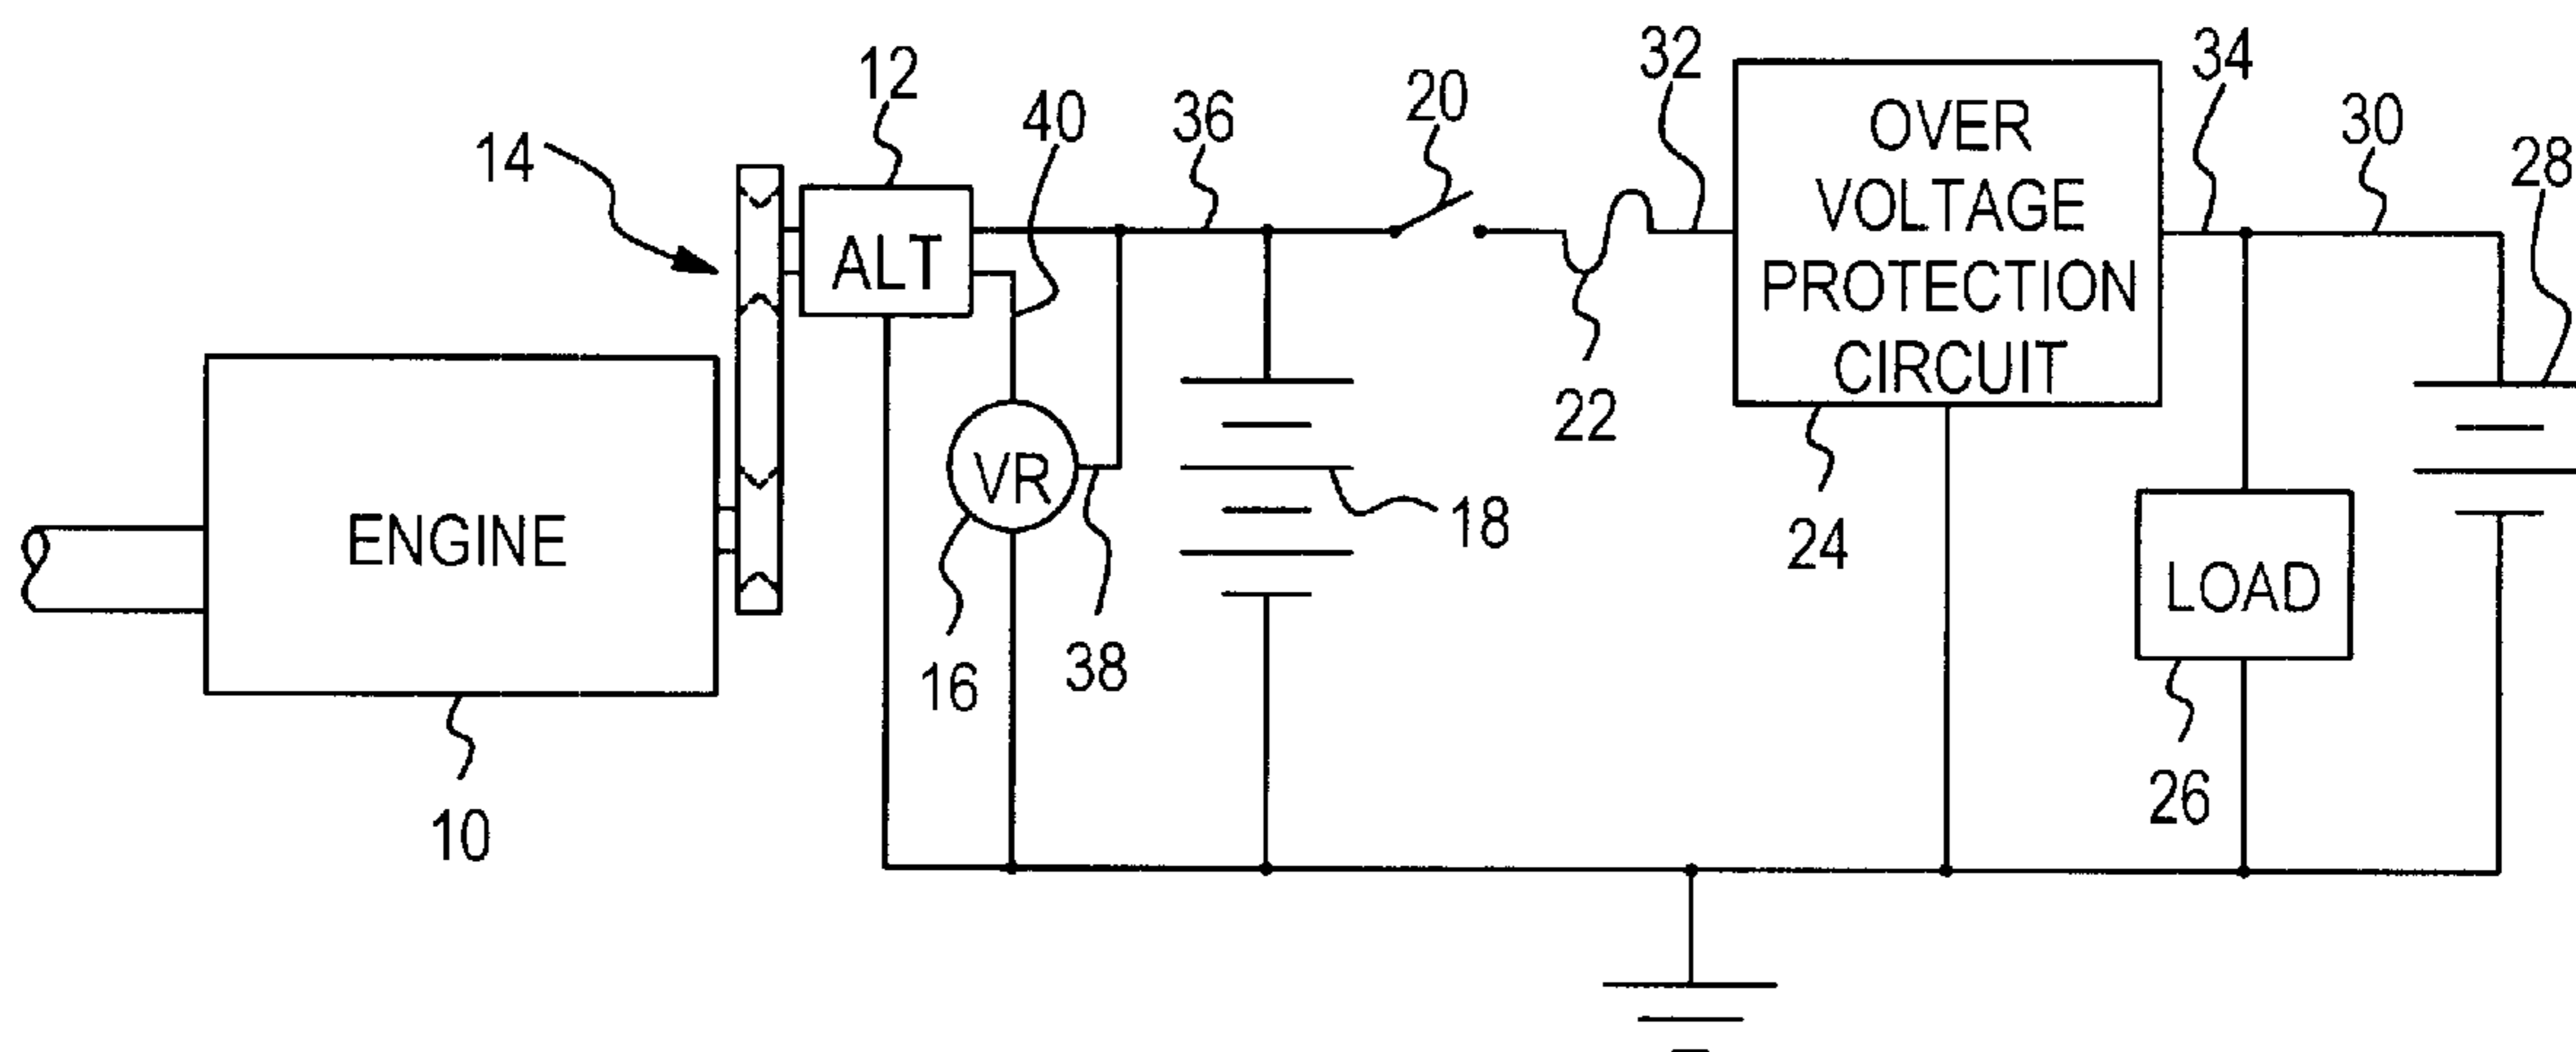 12
14
40
36
20
32
34
30
28
OVER
VOLTAGE
PROTECTION
CIRCUIT
ALT
22
VR
18
ENGINE
24
LOAD
16
38
26
10